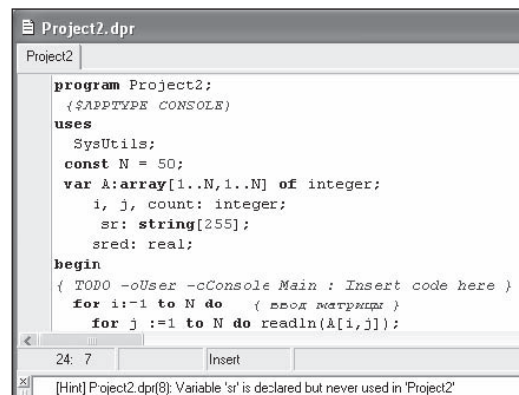 Project2.dpr
Project2
program Project2;
{$APPTYPE CONSOLE}
uses
SysUtils;
const N = 50;
var A:array[1..N,1..N] of integer;
i, j, count: integer;
sr: string[255];
sred: real;
begin
{ TODO -oUser -cConsole Main : Insert code here }
for i:=1 to N do { ввод матрицы }
for j :=1 to N do readln(A[i,j]);
24: 7 Insert
[Hint] Project2.dpr(8): Variable 'sr' is declared but never used in 'Project2'